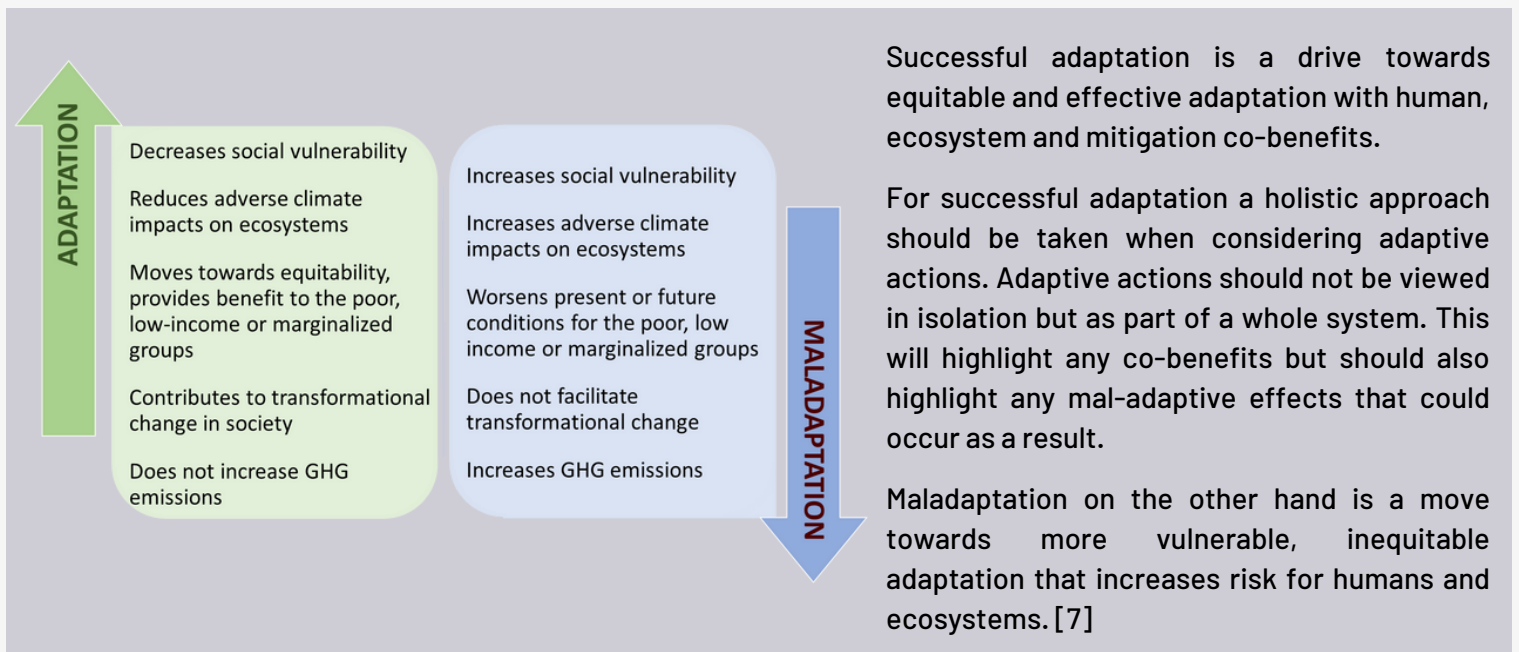 ADAPTATION
Decreases social vulnerability
Reduces adverse climate
impacts on ecosystems
Moves towards equitability,
provides benefit to the poor,
low-income or marginalized
groups
Contributes to transformational
change in society
Does not increase GHG
emissions
Increases social vulnerability
Increases adverse climate
impacts on ecosystems
Worsens present or future
conditions for the poor, low
income or marginalized groups
Does not facilitate
transformational change
Increases GHG emissions
MALADAPTATION
Successful adaptation is a drive towards
equitable and effective adaptation with human,
ecosystem and mitigation co-benefits.
For successful adaptation a holistic approach
should be taken when considering adaptive
actions. Adaptive actions should not be viewed
in isolation but as part of a whole system. This
will highlight any co-benefits but should also
highlight any mal-adaptive effects that could
occur as a result.
Maladaptation on the other hand is a move
towards more vulnerable, inequitable
adaptation that increases risk for humans and
ecosystems. [7]